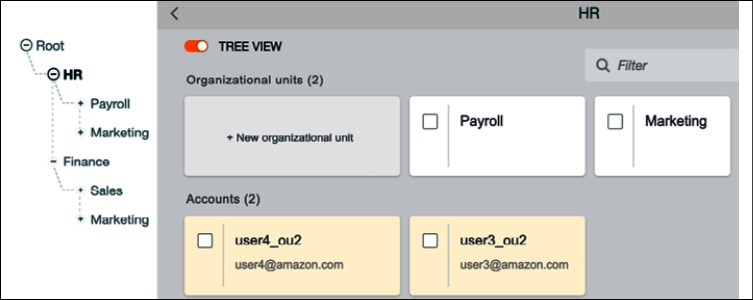 Root
HR
Payroll
Marketing
Finance
Sales
Marketing
HR
TREE VIEW
Filter
Organizational units (2)
+ New organizational unit
Payroll
Marketing
Accounts (2)
user4_ou2
user4@amazon.com
user3_ou2
user3@amazon.com